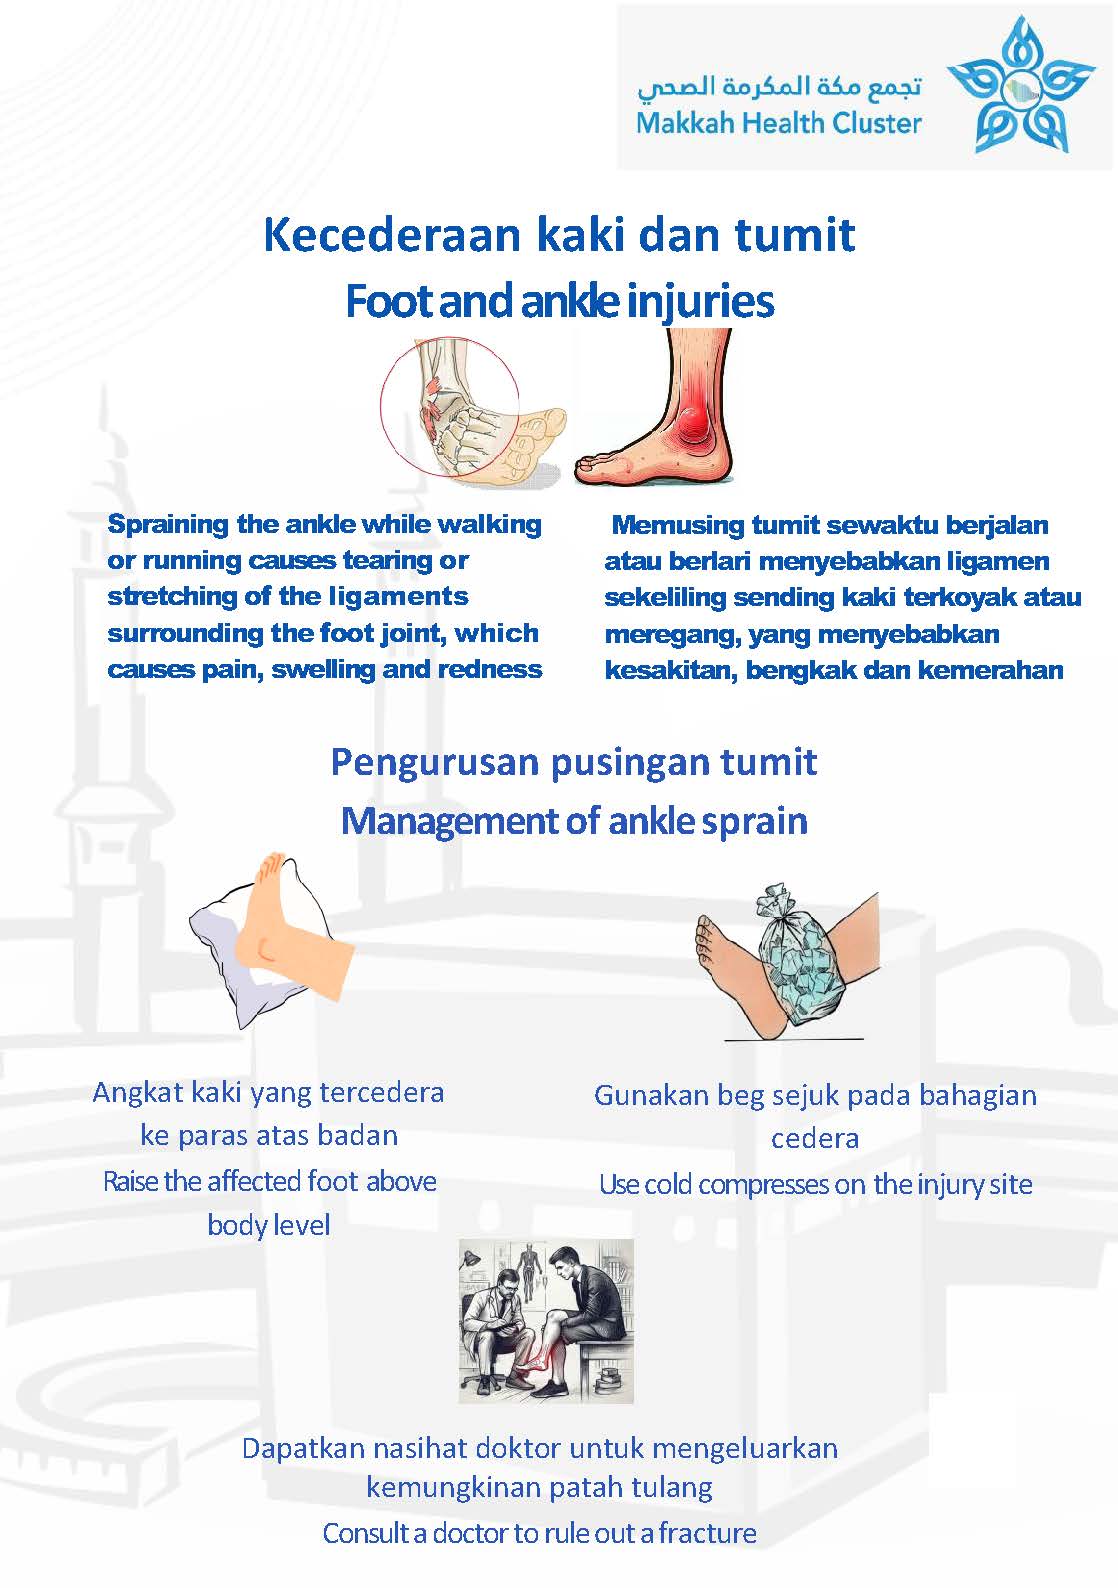 تجمع مكة المكرمة الصحي
Makkah Health Cluster
Kecederaan kaki dan tumit
Foot and ankle injuries
Spraining the ankle while walking
or running causes tearing or
stretching of the ligaments
surrounding the foot joint, which
causes pain, swelling and redness
Memusing tumit sewaktu berjalan
atau berlari menyebabkan ligamen
sekeliling sending kaki terkoyak atau
meregang, yang menyebabkan
kesakitan, bengkak dan kemerahan
Pengurusan pusingan tumit
Management of ankle sprain
Angkat kaki yang tercedera
ke paras atas badan
Raise the affected foot above
body level
Gunakan beg sejuk pada bahagian
cedera
Use cold compresses on the injury site
Dapatkan nasihat doktor untuk mengeluarkan
kemungkinan patah tulang
Consult a doctor to rule out a fracture